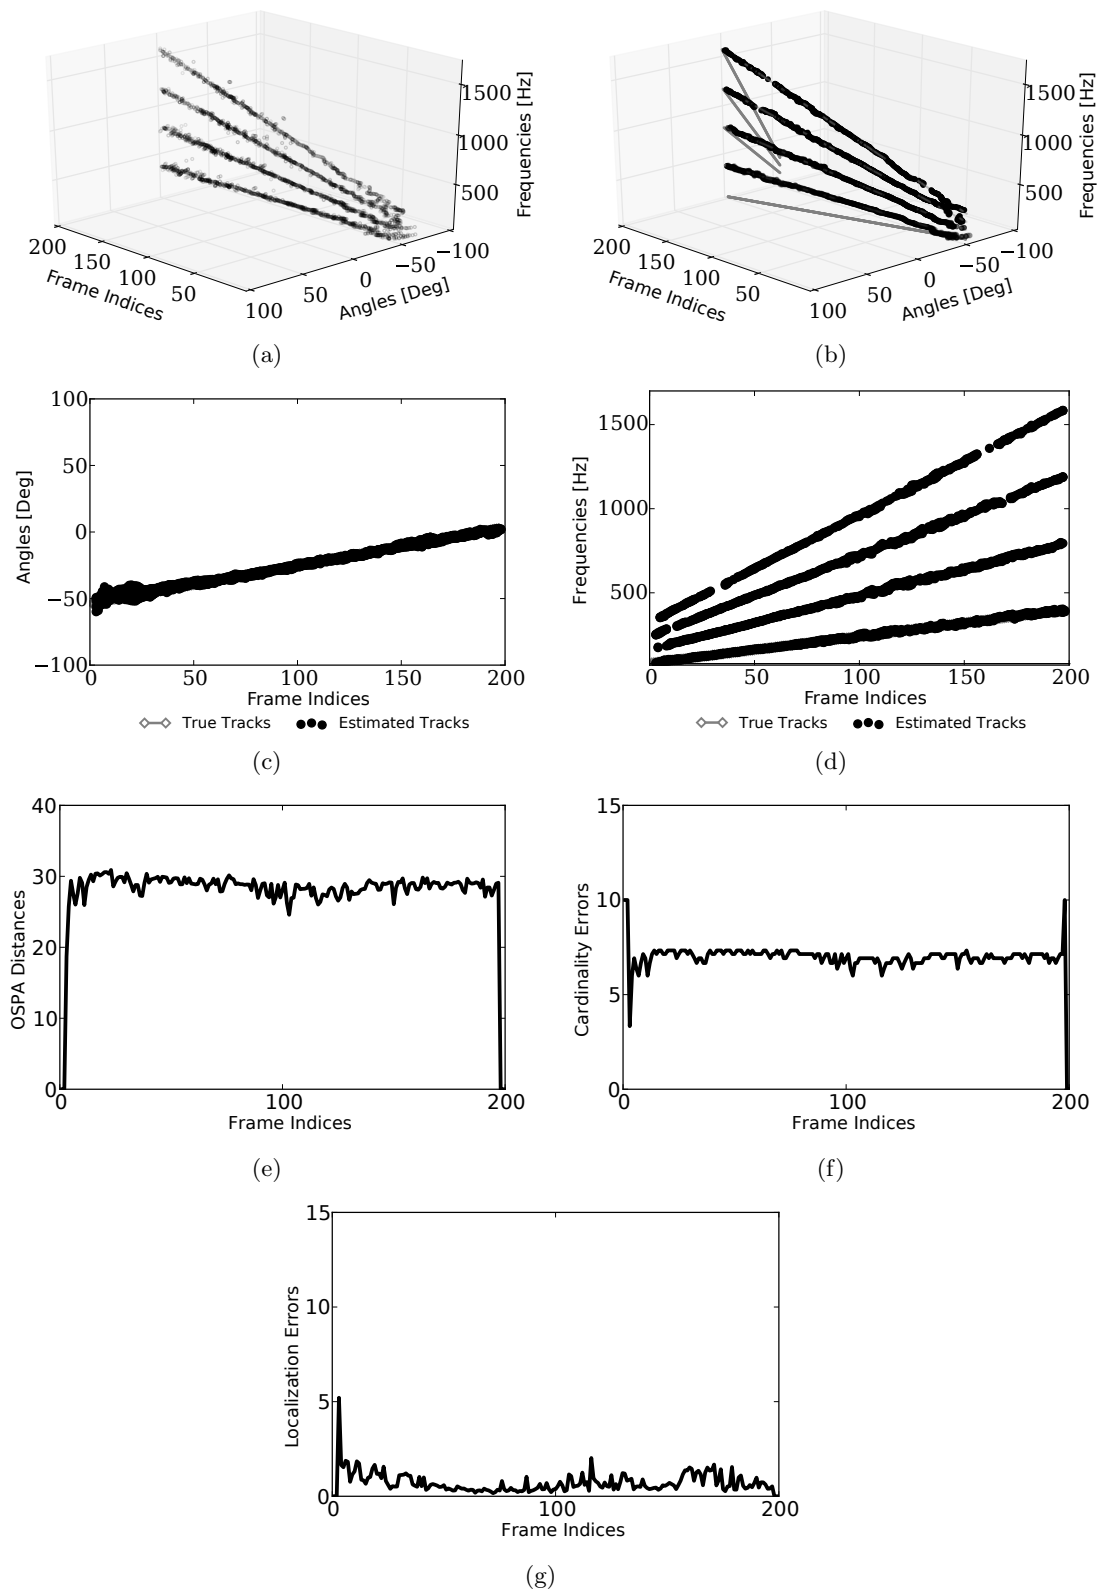 1500
1000
500
Frequencies [Hz]
200
150
100
50
Frame Indices
100
50
0
−50
−100
Angles [Deg]
(a)
1500
1000
500
Frequencies [Hz]
200
150
100
50
Frame Indices
100
50
0
−50
−100
Angles [Deg]
(b)
100
50
0
−50
−100
Angles [Deg]
0 50 100 150 200
Frame Indices
True Tracks Estimated Tracks
(c)
1500
1000
500
Frequencies [Hz]
0 50 100 150 200
Frame Indices
True Tracks Estimated Tracks
(d)
40
30
20
10
0
OSPA Distances
0 100 200
Frame Indices
(e)
15
10
5
0
Cardinality Errors
0 100 200
Frame Indices
(f)
15
10
5
0
Localization Errors
0 100 200
Frame Indices
(g)